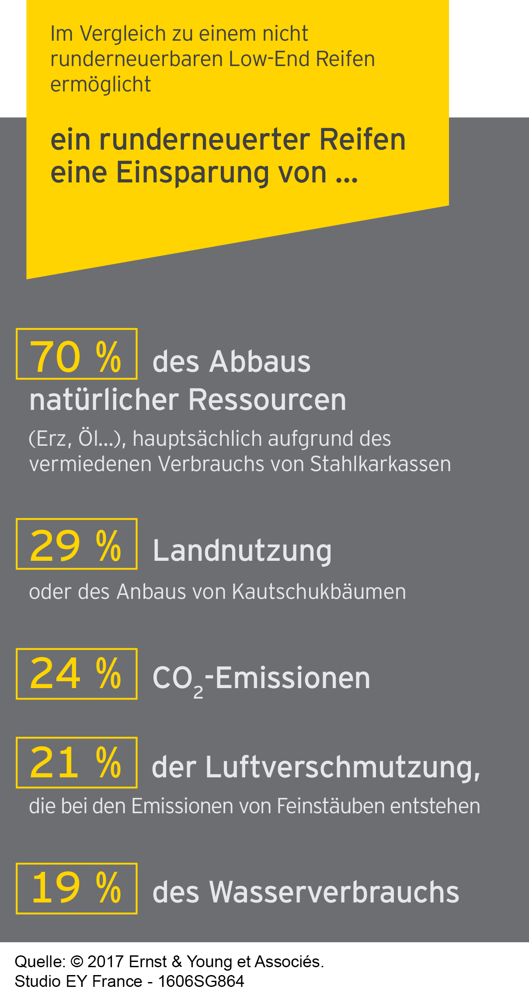 Im Vergleich zu einem nicht
runderneuerbaren Low-End Reifen
ermöglicht
ein runderneuerter Reifen
eine Einsparung von ...
70 % des Abbaus
natürlicher Ressourcen
(Erz, Öl...), hauptsächlich aufgrund des
vermiedenen Verbrauchs von Stahlkarkassen
29 % Landnutzung
oder des Anbaus von Kautschukbäumen
24 % CO₂-Emissionen
21 % der Luftverschmutzung,
die bei den Emissionen von Feinstäuben entstehen
19 % des Wasserverbrauchs
Quelle: © 2017 Ernst & Young et Associés.
Studio EY France - 1606SG864